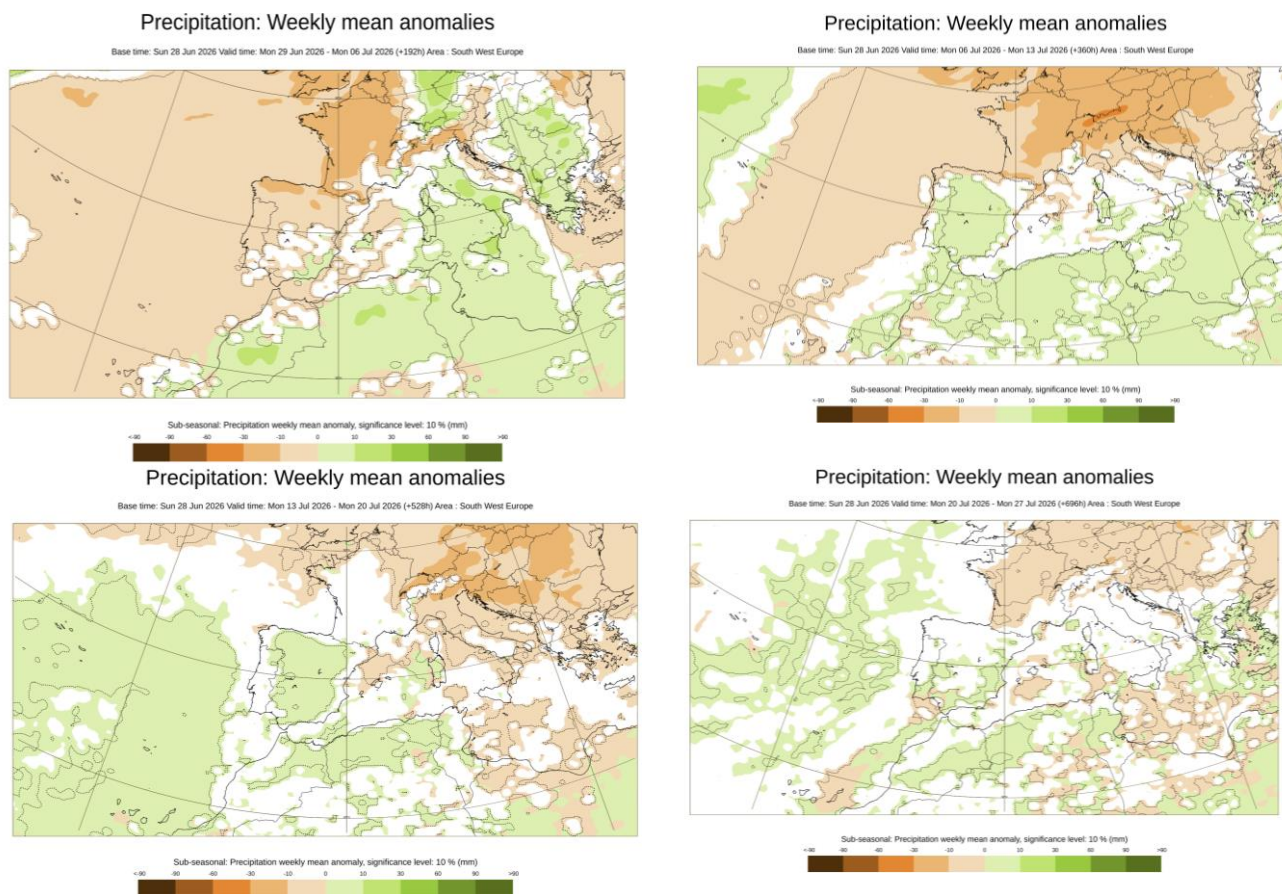 Precipitation: Weekly mean anomalies
Base time: Sun 28 Jun 2026 Valid time: Mon 29 Jun 2026 - Mon 06 Jul 2026 (+192h) Area : South West Europe
Sub-seasonal: Precipitation weekly mean anomaly, significance level: 10 % (mm)
<-90 -90 -60 -30 -10 0 10 30 60 90 >90
Precipitation: Weekly mean anomalies
Base time: Sun 28 Jun 2026 Valid time: Mon 06 Jul 2026 - Mon 13 Jul 2026 (+360h) Area : South West Europe
Sub-seasonal: Precipitation weekly mean anomaly, significance level: 10 % (mm)
<-90 -90 -60 -30 -10 0 10 30 60 90 >90
Precipitation: Weekly mean anomalies
Base time: Sun 28 Jun 2026 Valid time: Mon 13 Jul 2026 - Mon 20 Jul 2026 (+528h) Area : South West Europe
Sub-seasonal: Precipitation weekly mean anomaly, significance level: 10 % (mm)
<-90 -90 -60 -30 -10 0 10 30 60 90 >90
Precipitation: Weekly mean anomalies
Base time: Sun 28 Jun 2026 Valid time: Mon 20 Jul 2026 - Mon 27 Jul 2026 (+696h) Area : South West Europe
Sub-seasonal: Precipitation weekly mean anomaly, significance level: 10 % (mm)
<-90 -90 -60 -30 -10 0 10 30 60 90 >90